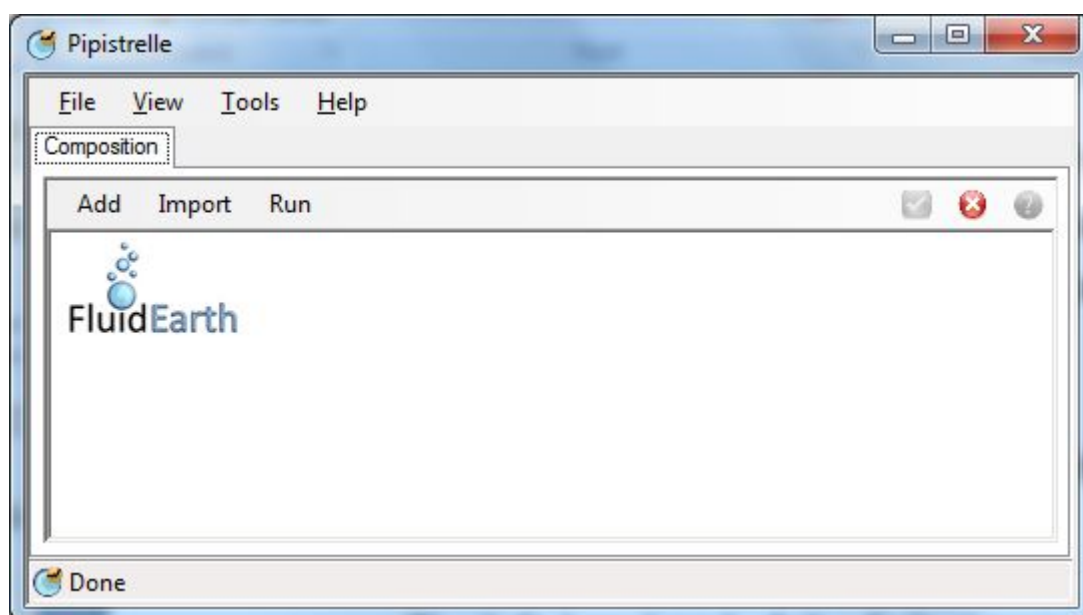 Pipistrelle
File View Tools Help
Composition
Add Import Run
FluidEarth
Done